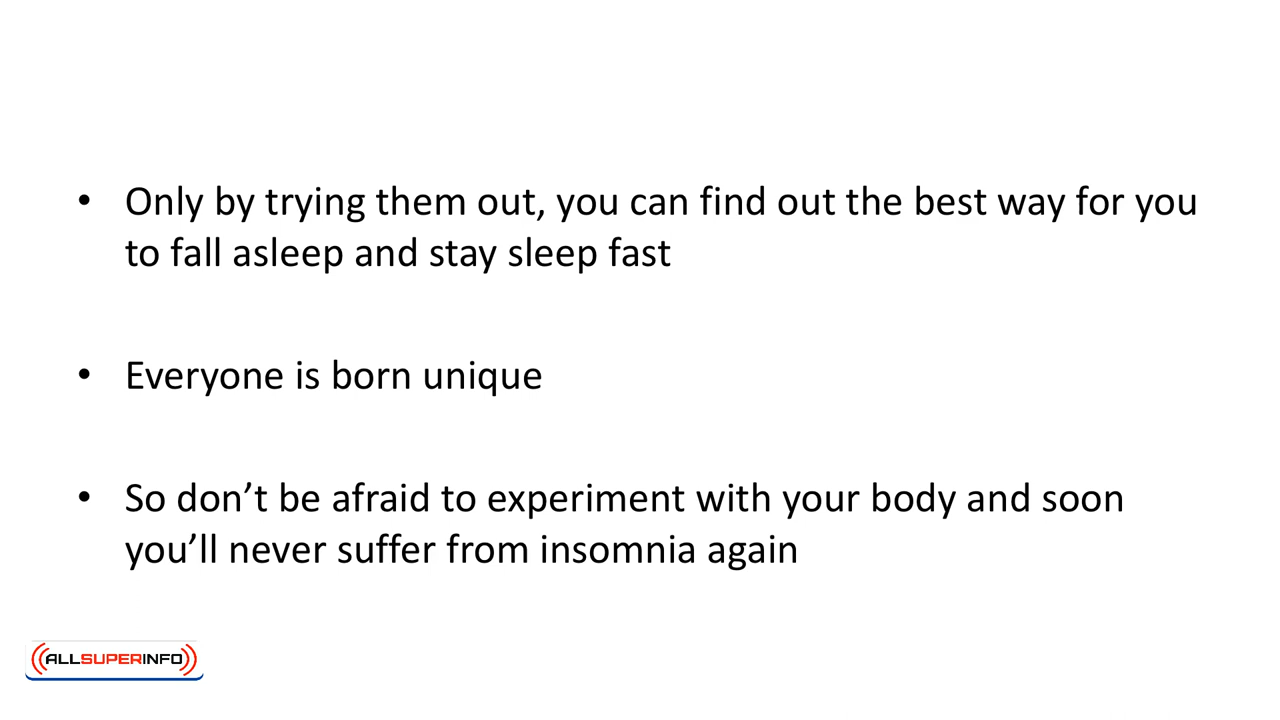 • Only by trying them out, you can find out the best way for you
to fall asleep and stay sleep fast
• Everyone is born unique
• So don’t be afraid to experiment with your body and soon
you’ll never suffer from insomnia again
ALLSUPERINFO